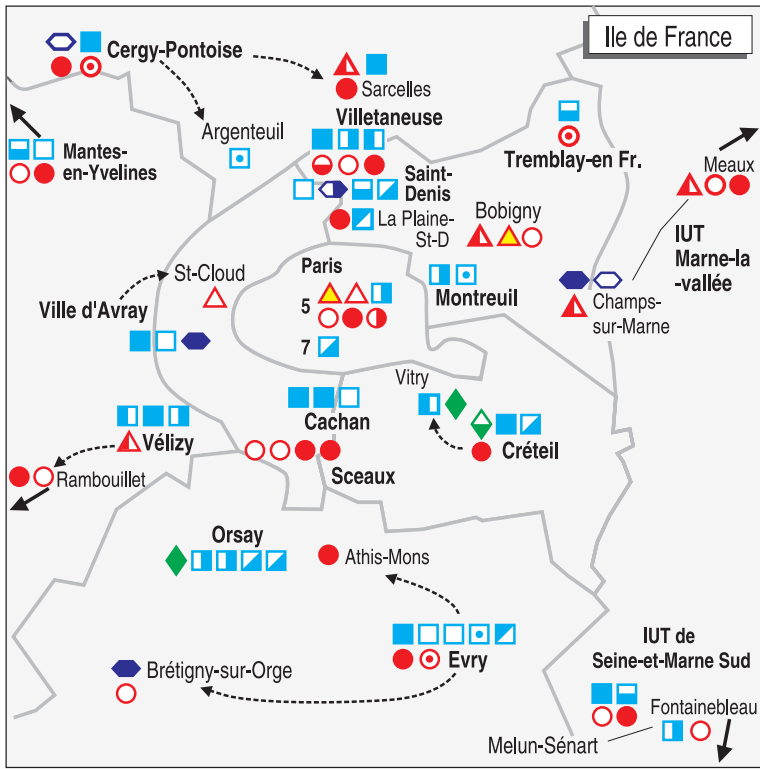 Ile de France
Cergy-Pontoise
Sarcelles
Argenteuil
Villetaneuse
Mantes-
en-Yvelines
Tremblay-en Fr.
Meaux
Saint-
Denis
La Plaine-
St-D
Bobigny
IUT
Marne-la
-vallée
St-Cloud
Paris
5
7
Montreuil
Champs-
sur-Marne
Ville d'Avray
Vitry
Cachan
Créteil
Vélizy
Sceaux
Rambouillet
Orsay
Athis-Mons
Evry
IUT de
Seine-et-Marne Sud
Brétigny-sur-Orge
Fontainebleau
Melun-Sénart